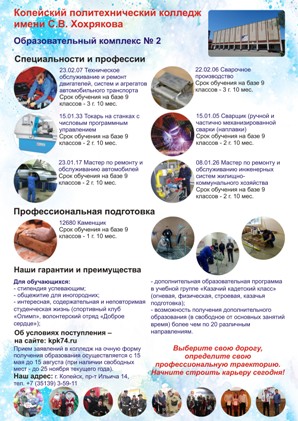 Копейский политехнический колледж
имени С.В. Хохрякова
Образовательный комплекс № 2
Специальности и профессии
23.02.07 Техническое
обслуживание и ремонт
двигателей, систем и агрегатов
автомобильного транспорта
Срок обучения на базе 9
классов - 3 г. 10 мес.
22.02.06 Сварочное
производство
Срок обучения на базе 9
классов - 3 г. 10 мес.
15.01.33 Токарь на станках с
числовым программным
управлением
Срок обучения на базе 9
классов - 2 г. 10 мес.
15.01.05 Сварщик (ручной и
частично механизированной
сварки (наплавки)
Срок обучения на базе 9
классов - 2 г. 10 мес.
23.01.17 Мастер по ремонту и
обслуживанию автомобилей
Срок обучения на базе 9
классов - 2 г. 10 мес.
08.01.26 Мастер по ремонту и
обслуживанию инженерных
систем жилищно-
коммунального хозяйства
Срок обучения на базе 9
классов - 2 г. 10 мес.
Профессиональная подготовка
12680 Каменщик
Срок обучения на базе 9
классов - 1 г. 10 мес.
Наши гарантии и преимущества
Для обучающихся:
- стипендия успевающим;
- общежитие для иногородних;
- интересная, содержательная и неповторимая
студенческая жизнь (спортивный клуб
«Олимп», волонтерский отряд «Доброе
сердце»);
- дополнительная образовательная программа
в учебной группе «Казачий кадетский класс»
(огневая, физическая, строевая, казачья
подготовка);
- возможность получения дополнительного
образования (в свободное от основных занятий
время) более чем по 20 различным
направлениям.
Об условиях поступления –
на сайте: kpk74.ru
Прием заявлений в колледж на очную форму
получения образования осуществляется с 15
мая до 15 августа (при наличии свободных
мест - до 25 ноября текущего года).
Наш адрес: г. Копейск, пр-т Ильича 14,
тел. +7 (35139) 3-59-11
Выберите свою дорогу,
определите свою
профессиональную траекторию.
Начните строить карьеру сегодня!